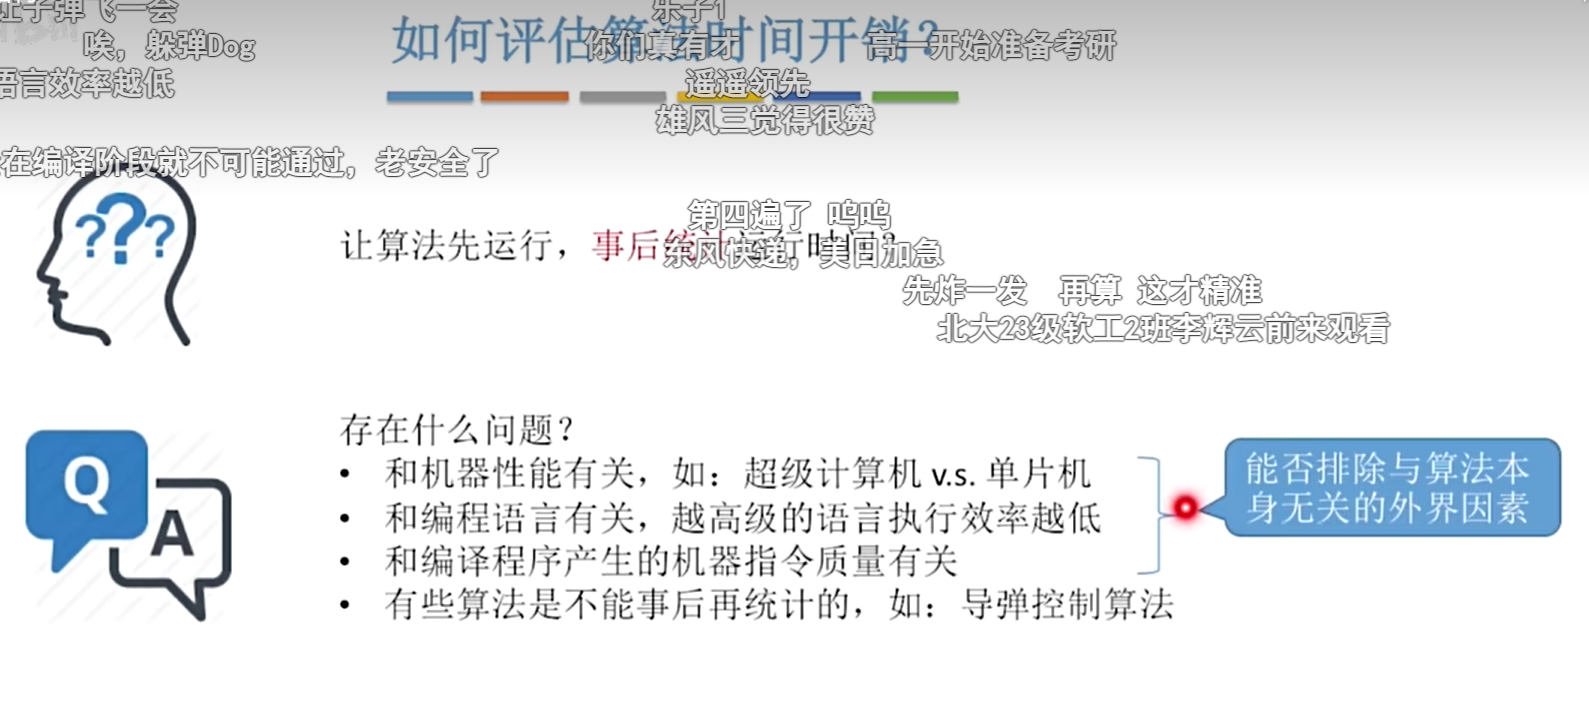 让子弹飞一会
乐子1
如何评估算法时间开销？
唉，躲弹Dog
你们真有才
高一开始准备考研
语言效率越低
遥遥领先
雄风三觉得很赞
在编译阶段就不可能通过，老安全了
第四遍了 呜呜
让算法先运行，事后统计运行时间？
东风快递，美日加急
先炸一发 再算 这才精准
北大23级软工2班李辉云前来观看
存在什么问题？
Q
A
• 和机器性能有关，如：超级计算机 v.s. 单片机
• 和编程语言有关，越高级的语言执行效率越低
• 和编译程序产生的机器指令质量有关
• 有些算法是不能事后再统计的，如：导弹控制算法
能否排除与算法本
身无关的外界因素
???